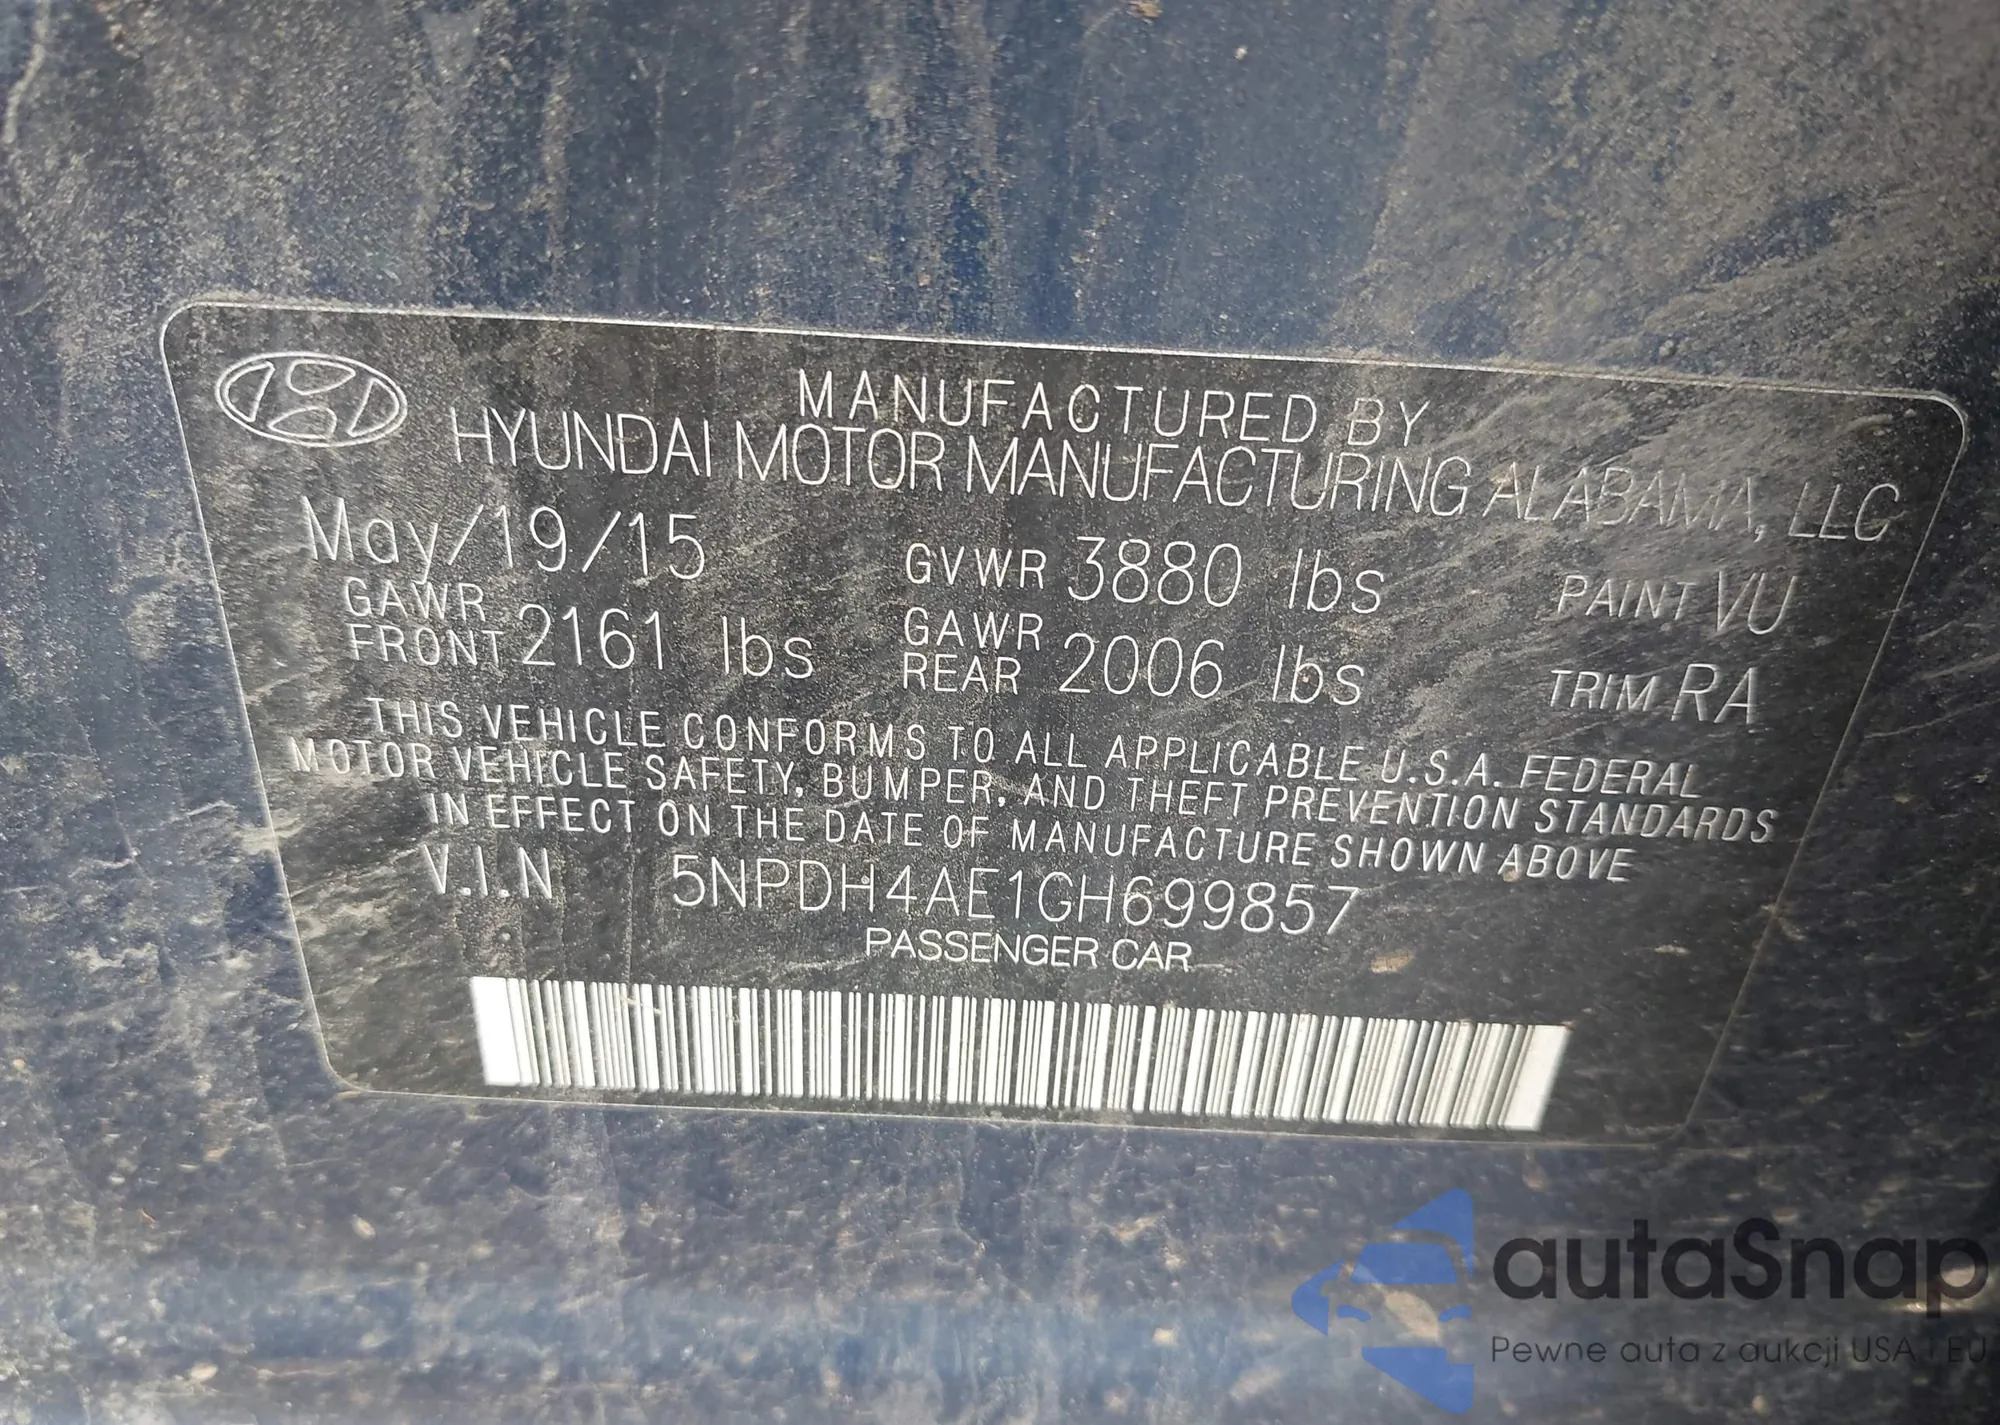 MANUFACTURED BY
HYUNDAI MOTOR MANUFACTURING ALABAMA, LLC
May/19/15 GVWR 3880 lbs PAINT VU
GAWR FRONT 2161 lbs GAWR REAR 2006 lbs TRIM RA
THIS VEHICLE CONFORMS TO ALL APPLICABLE U.S.A. FEDERAL
MOTOR VEHICLE SAFETY, BUMPER, AND THEFT PREVENTION STANDARDS
IN EFFECT ON THE DATE OF MANUFACTURE SHOWN ABOVE
V.I.N 5NPDH4AE1GH699857
PASSENGER CAR
autaSnap
Pewne auta z aukcji USA i EU